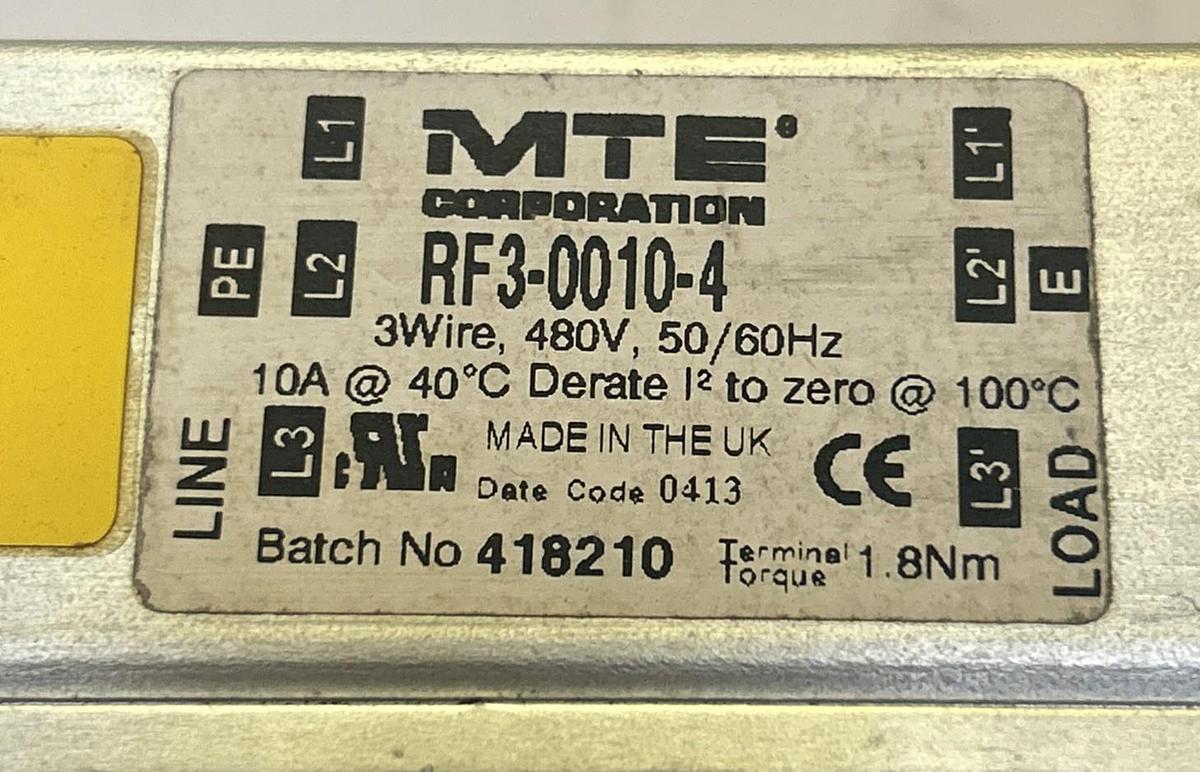 L1
MTE®
L1'
CORPORATION
PE
L2
RF3-0010-4
L2'
E
3Wire, 480V, 50/60Hz
10A @ 40°C Derate I² to zero @ 100°C
LINE
L3
MADE IN THE UK
CE
L3'
LOAD
Date Code 0413
Batch No 418210
Terminal Torque 1.8Nm